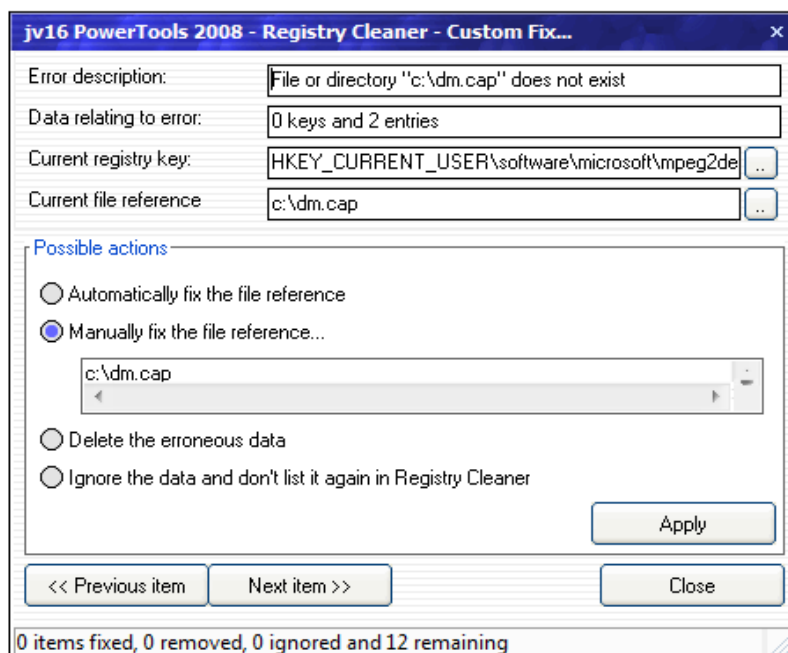 jv16 PowerTools 2008 - Registry Cleaner - Custom Fix...
Error description: File or directory "c:\dm.cap" does not exist
Data relating to error: 0 keys and 2 entries
Current registry key: HKEY_CURRENT_USER\software\microsoft\mpeg2de ..
Current file reference c:\dm.cap ..
Possible actions
Automatically fix the file reference
Manually fix the file reference...
c:\dm.cap
Delete the erroneous data
Ignore the data and don't list it again in Registry Cleaner
Apply
<< Previous item Next item >> Close
0 items fixed, 0 removed, 0 ignored and 12 remaining